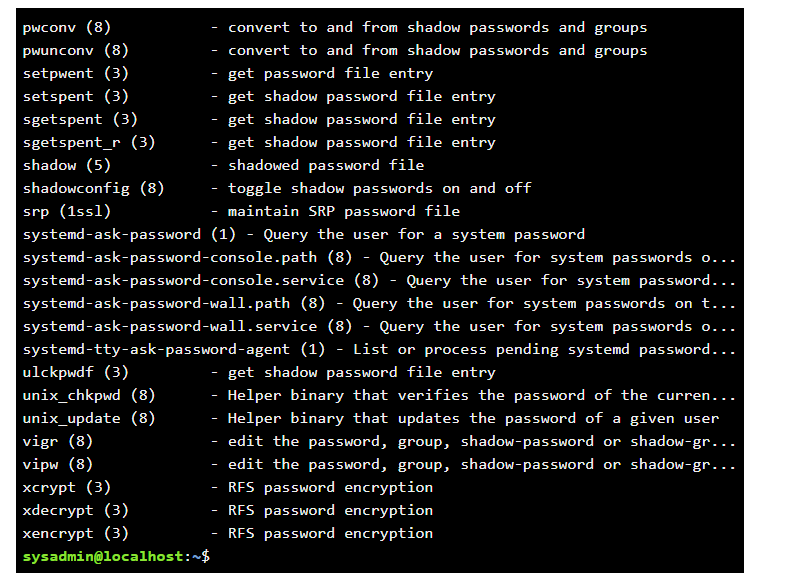 pwconv (8)           - convert to and from shadow passwords and groups
pwunconv (8)         - convert to and from shadow passwords and groups
setpwent (3)         - get password file entry
setspent (3)         - get shadow password file entry
sgetspent (3)        - get shadow password file entry
sgetspent_r (3)      - get shadow password file entry
shadow (5)           - shadowed password file
shadowconfig (8)     - toggle shadow passwords on and off
srp (1ssl)           - maintain SRP password file
systemd-ask-password (1) - Query the user for a system password
systemd-ask-password-console.path (8) - Query the user for system passwords o...
systemd-ask-password-console.service (8) - Query the user for system password...
systemd-ask-password-wall.path (8) - Query the user for system passwords on t...
systemd-ask-password-wall.service (8) - Query the user for system passwords o...
systemd-tty-ask-password-agent (1) - List or process pending systemd password...
ulckpwdf (3)         - get shadow password file entry
unix_chkpwd (8)      - Helper binary that verifies the password of the curren...
unix_update (8)      - Helper binary that updates the password of a given user
vigr (8)             - edit the password, group, shadow-password or shadow-gr...
vipw (8)             - edit the password, group, shadow-password or shadow-gr...
xcrypt (3)           - RFS password encryption
xdecrypt (3)         - RFS password encryption
xencrypt (3)         - RFS password encryption
sysadmin@localhost:~$